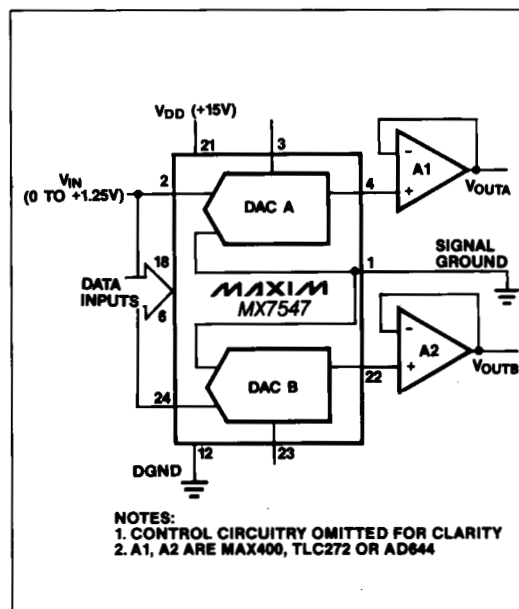 VDD (+15V)
21
3
VIN
(0 TO +1.25V)
2
DAC A
4
A1
-
+
VOUTA
SIGNAL
GROUND
1
18
DATA
INPUTS
6
MAXIM
MX7547
DAC B
22
A2
-
+
VOUTB
24
12
23
DGND
NOTES:
1. CONTROL CIRCUITRY OMITTED FOR CLARITY
2. A1, A2 ARE MAX400, TLC272 OR AD644